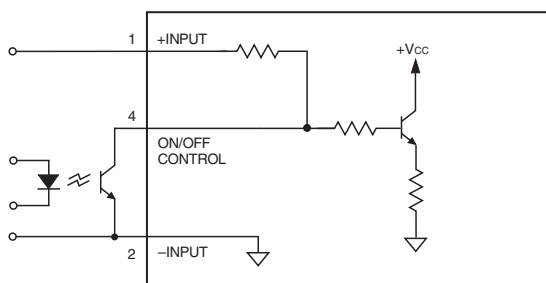 1 +INPUT
+VCC
4
ON/OFF
CONTROL
2 –INPUT